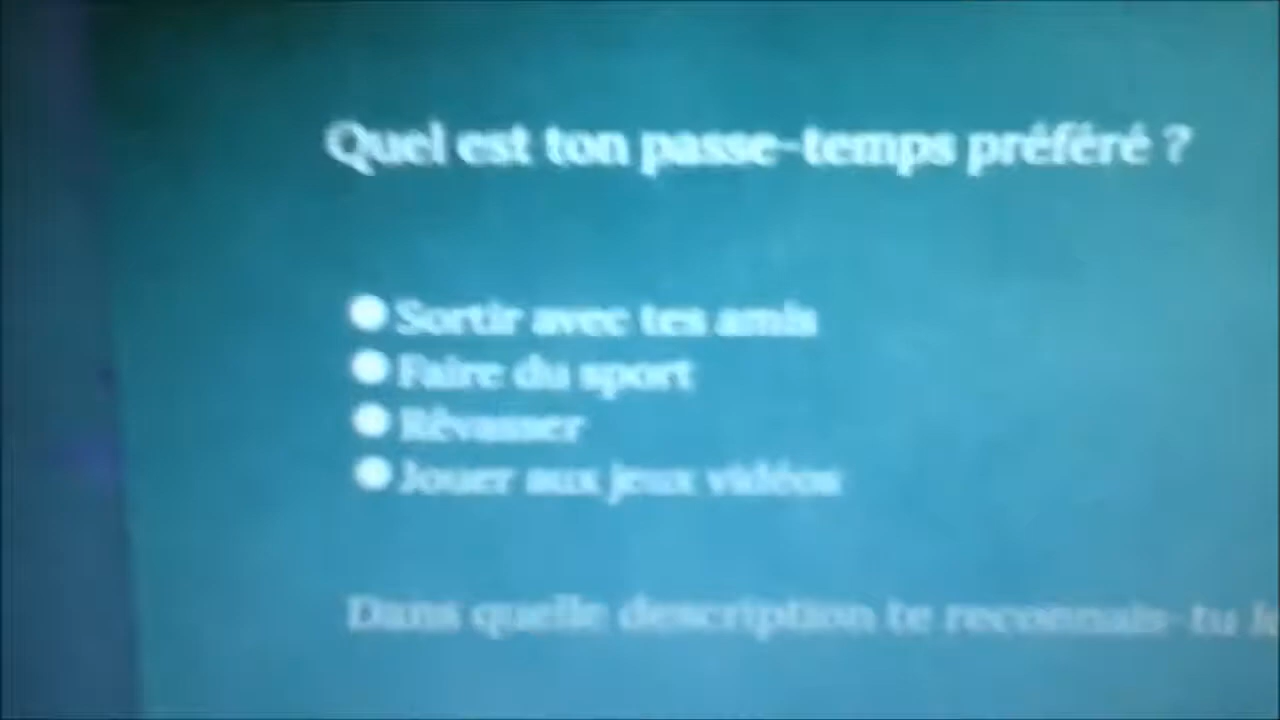 Quel est ton passe-temps préféré ?
Sortir avec tes amis
Faire du sport
Rêvasser
Jouer aux jeux vidéos
Dans quelle description te reconnais-tu